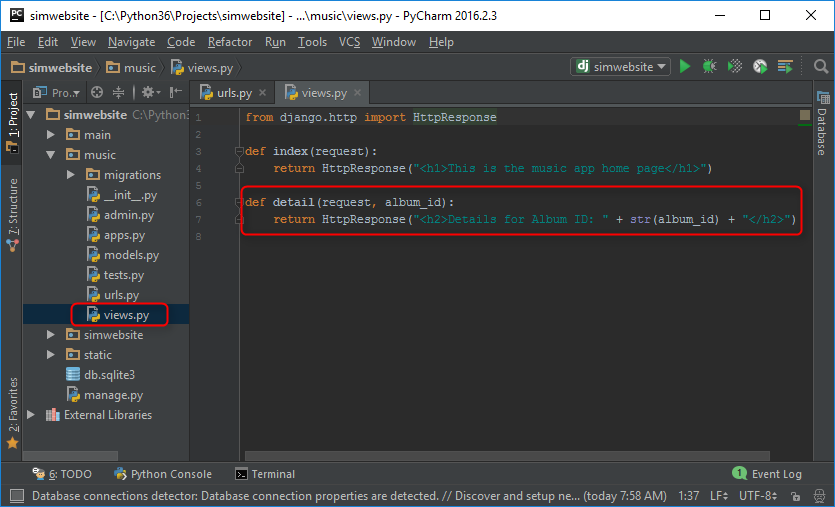 PC simwebsite - [C:\Python36\Projects\simwebsite] - ...\music\views.py - PyCharm 2016.2.3
File Edit View Navigate Code Refactor Run Tools VCS Window Help
simwebsite music views.py dj simwebsite
1: Project
7: Structure
2: Favorites
Pro..
simwebsite C:\Python3
main
music
migrations
__init__.py
admin.py
apps.py
models.py
tests.py
urls.py
views.py
simwebsite
static
db.sqlite3
manage.py
External Libraries
urls.py views.py
1 from django.http import HttpResponse
2
3 def index(request):
4 return HttpResponse("<h1>This is the music app home page</h1>")
5
6 def detail(request, album_id):
7 return HttpResponse("<h2>Details for Album ID: " + str(album_id) + "</h2>")
8
Database
6: TODO Python Console Terminal 1 Event Log
Database connections detector: Database connection properties are detected. // Discover and setup ne... (today 7:58 AM) 1:37 LF UTF-8